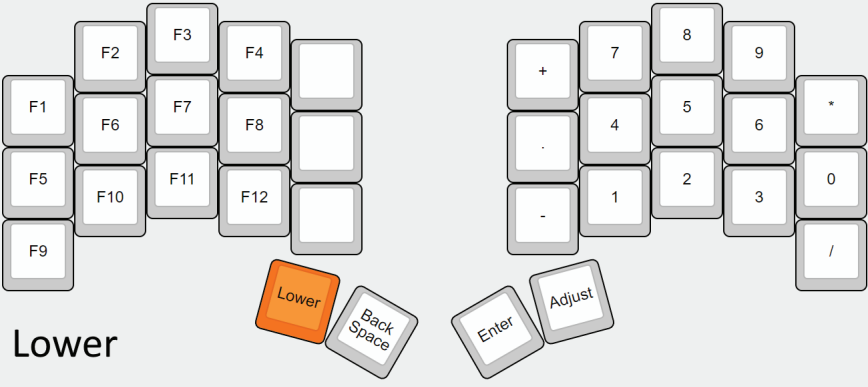 F1 F2 F3 F4
F5 F6 F7 F8
F9 F10 F11 F12
+ 7 8 9 *
. 4 5 6 0
- 1 2 3 /
Lower
Back
Space
Enter
Adjust
Lower